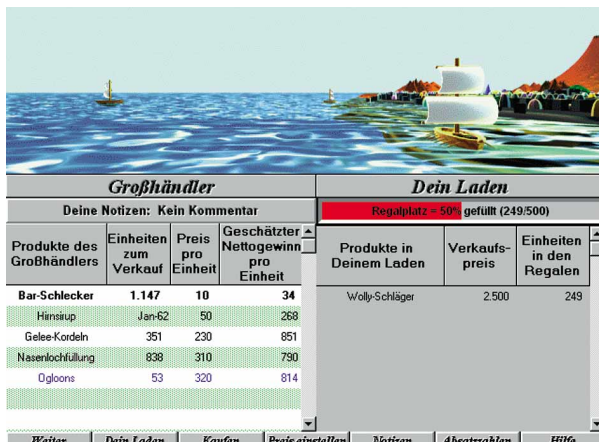 Großhändler
Dein Laden
Deine Notizen: Kein Kommentar
Regalplatz = 50% gefüllt (249/500)
Produkte des Großhändlers
Einheiten zum Verkauf
Preis pro Einheit
Geschätzter Nettogewinn pro Einheit
Produkte in Deinem Laden
Verkaufs-preis
Einheiten in den Regalen
Bar-Schlecker 1.147 10 34
Hirnsirup Jan-62 50 268
Gelee-Kordeln 351 230 851
Nasenlochfüllung 838 310 790
Ogloons 53 320 814
Wolly-Schläger 2.500 249
Weiter Dein Laden Kaufen Preis einstellen Notizen Absatzzahlen Hilfe